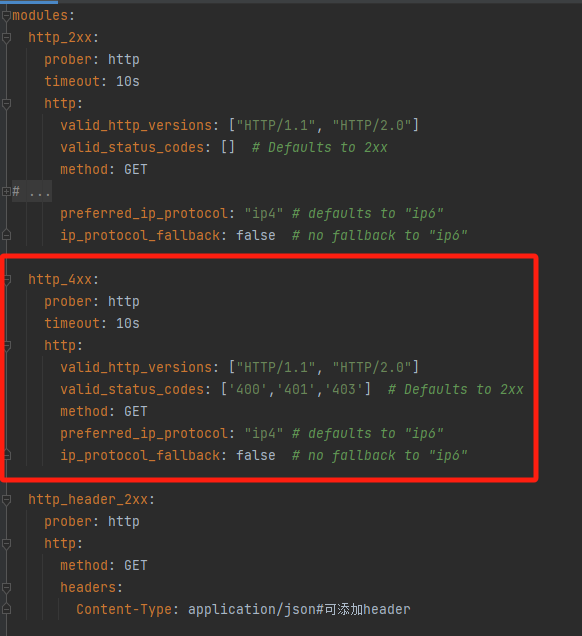 modules:
http_2xx:
prober: http
timeout: 10s
http:
valid_http_versions: ["HTTP/1.1", "HTTP/2.0"]
valid_status_codes: []  # Defaults to 2xx
method: GET
# ...
preferred_ip_protocol: "ip4" # defaults to "ip6"
ip_protocol_fallback: false  # no fallback to "ip6"
http_4xx:
prober: http
timeout: 10s
http:
valid_http_versions: ["HTTP/1.1", "HTTP/2.0"]
valid_status_codes: ['400','401','403']  # Defaults to 2xx
method: GET
preferred_ip_protocol: "ip4" # defaults to "ip6"
ip_protocol_fallback: false  # no fallback to "ip6"
http_header_2xx:
prober: http
http:
method: GET
headers:
Content-Type: application/json#可添加header